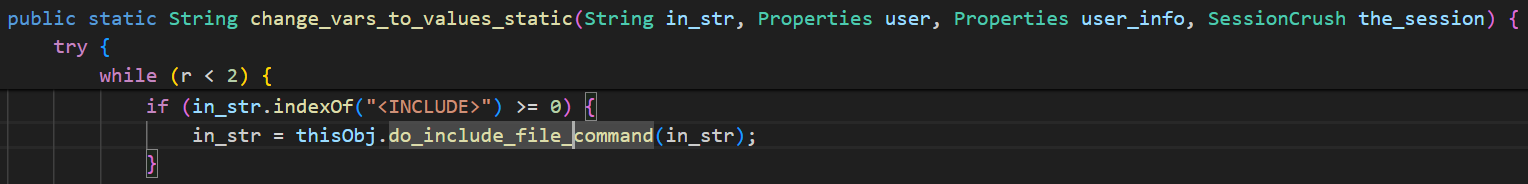 public static String change_vars_to_values_static(String in_str, Properties user, Properties user_info, SessionCrush the_session) {
try {
while (r < 2) {
if (in_str.indexOf("<INCLUDE>") >= 0) {
in_str = thisObj.do_include_file_command(in_str);
}